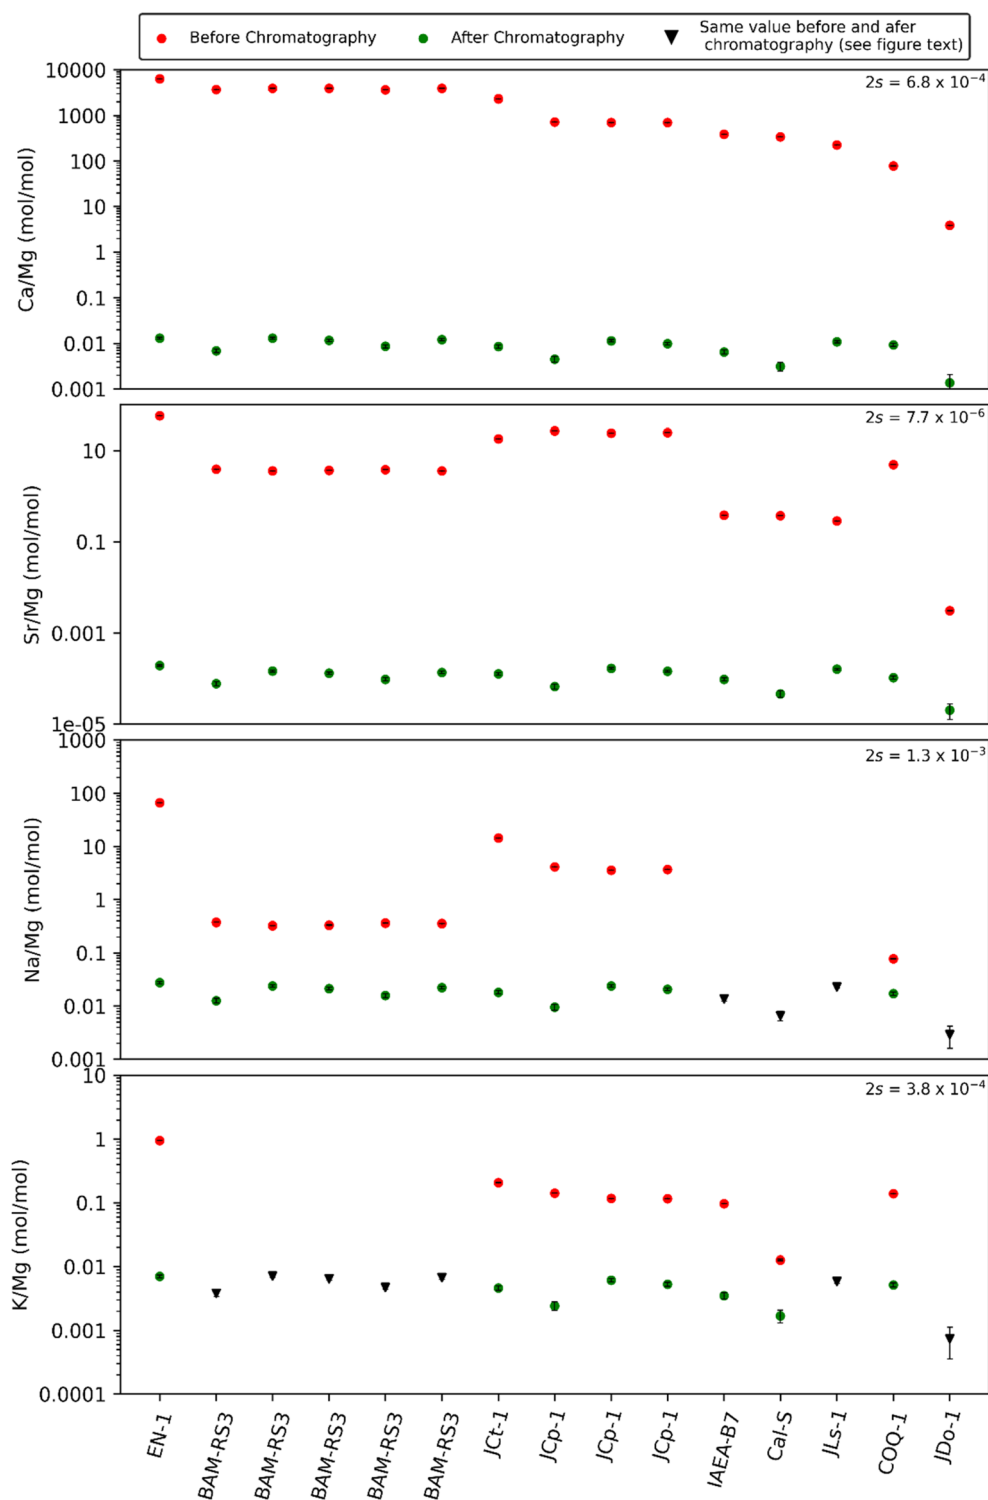 Before Chromatography
After Chromatography
Same value before and afer
chromatography (see figure text)
Ca/Mg (mol/mol)
10000
1000
100
10
1
0.1
0.01
0.001
2s = 6.8 x 10⁻⁴
Sr/Mg (mol/mol)
10
0.1
0.001
1e-05
2s = 7.7 x 10⁻⁶
Na/Mg (mol/mol)
1000
100
10
1
0.1
0.01
0.001
2s = 1.3 x 10⁻³
K/Mg (mol/mol)
10
1
0.1
0.01
0.001
0.0001
2s = 3.8 x 10⁻⁴
EN-1
BAM-RS3
BAM-RS3
BAM-RS3
BAM-RS3
BAM-RS3
JCt-1
JCp-1
JCp-1
JCp-1
IAEA-B7
Cal-S
JLs-1
COQ-1
JDo-1